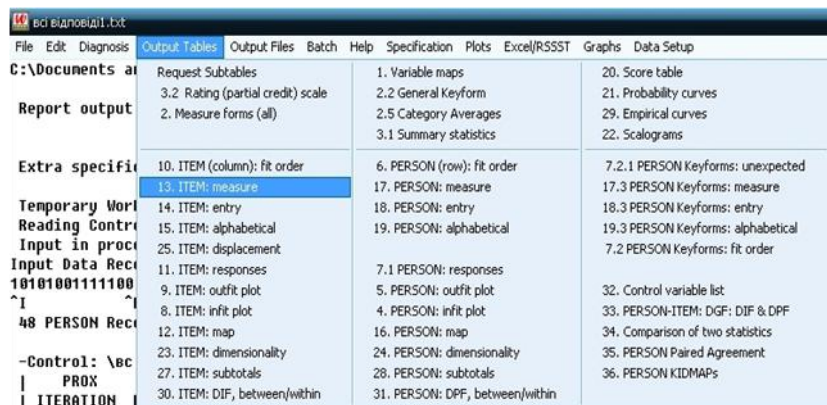 всі відповіді1.txt
File Edit Diagnosis Output Tables Output Files Batch Help Specification Plots Excel/RSSST Graphs Data Setup
C:\Documents a
Report output
Extra specifi
Temporary Wor
Reading Contr
Input in proc
Input Data Rec
10101001111100
^I ^
48 PERSON Rec
-Control: \вс
| PROX
| ITERATION
Request Subtables
3.2 Rating (partial credit) scale
2. Measure forms (all)
10. ITEM (column): fit order
13. ITEM: measure
14. ITEM: entry
15. ITEM: alphabetical
25. ITEM: displacement
11. ITEM: responses
9. ITEM: outfit plot
8. ITEM: infit plot
12. ITEM: map
23. ITEM: dimensionality
27. ITEM: subtotals
30. ITEM: DIF, between/within
1. Variable maps
2.2 General Keyform
2.5 Category Averages
3.1 Summary statistics
6. PERSON (row): fit order
17. PERSON: measure
18. PERSON: entry
19. PERSON: alphabetical
7.1 PERSON: responses
5. PERSON: outfit plot
4. PERSON: infit plot
16. PERSON: map
24. PERSON: dimensionality
28. PERSON: subtotals
31. PERSON: DPF, between/within
20. Score table
21. Probability curves
29. Empirical curves
22. Scalograms
7.2.1 PERSON Keyforms: unexpected
17.3 PERSON Keyforms: measure
18.3 PERSON Keyforms: entry
19.3 PERSON Keyforms: alphabetical
7.2 PERSON Keyforms: fit order
32. Control variable list
33. PERSON-ITEM: DGF: DIF & DPF
34. Comparison of two statistics
35. PERSON Paired Agreement
36. PERSON KIDMAPs